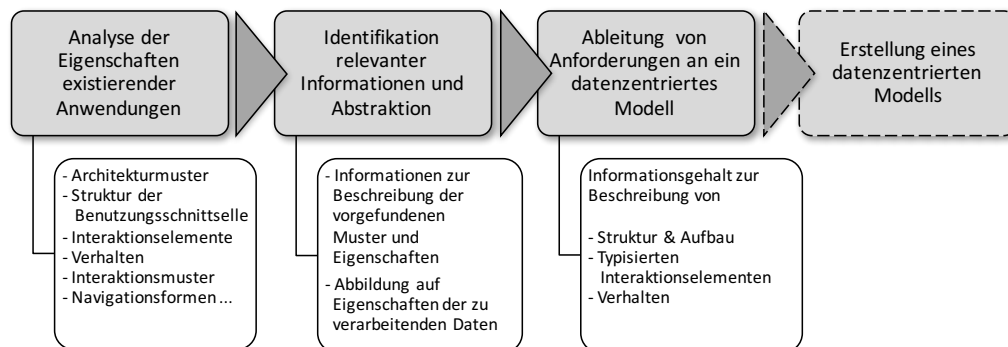 Analyse der
Eigenschaften
existierender
Anwendungen
Identifikation
relevanter
Informationen und
Abstraktion
Ableitung von
Anforderungen an ein
datenzentriertes
Modell
Erstellung eines
datenzentrierten
Modells
- Architekturmuster
- Struktur der
Benutzungsschnittselle
- Interaktionselemente
- Verhalten
- Interaktionsmuster
- Navigationsformen ...
- Informationen zur
Beschreibung der
vorgefundenen
Muster und
Eigenschaften
- Abbildung auf
Eigenschaften der zu
verarbeitenden Daten
Informationsgehalt zur
Beschreibung von
- Struktur & Aufbau
- Typisierten
Interaktionselementen
- Verhalten